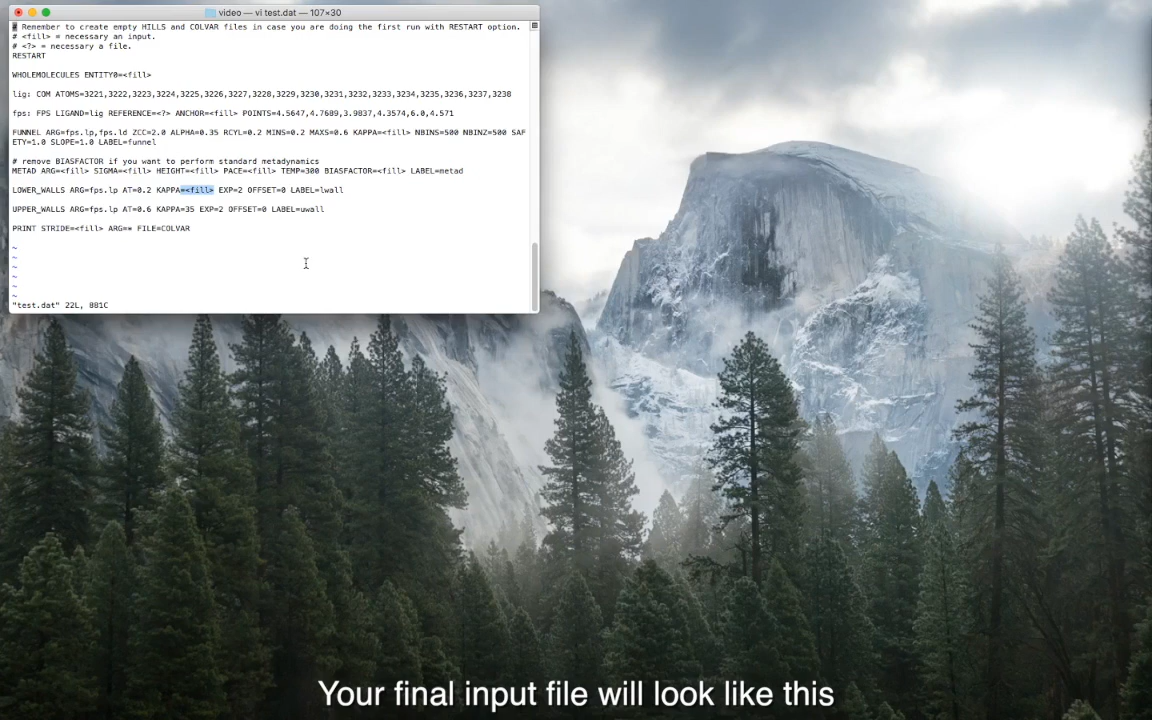 video — vi test.dat — 107×30
# Remember to create empty HILLS and COLVAR files in case you are doing the first run with RESTART option.
# <fill> = necessary an input.
# <?> = necessary a file.
RESTART
WHOLEMOLECULES ENTITY0=<fill>
lig: COM ATOMS=3221,3222,3223,3224,3225,3226,3227,3228,3229,3230,3231,3232,3233,3234,3235,3236,3237,3238
fps: FPS LIGAND=lig REFERENCE=<?> ANCHOR=<fill> POINTS=4.5647,4.7689,3.9837,4.3574,6.0,4.571
FUNNEL ARG=fps.lp,fps.ld ZCC=2.0 ALPHA=0.35 RCYL=0.2 MINS=0.2 MAXS=0.6 KAPPA=<fill> NBINS=500 NBINZ=500 SAF
ETY=1.0 SLOPE=1.0 LABEL=funnel
# remove BIASFACTOR if you want to perform standard metadynamics
METAD ARG=<fill> SIGMA=<fill> HEIGHT=<fill> PACE=<fill> TEMP=300 BIASFACTOR=<fill> LABEL=metad
LOWER_WALLS ARG=fps.lp AT=0.2 KAPPA=<fill> EXP=2 OFFSET=0 LABEL=lwall
UPPER_WALLS ARG=fps.lp AT=0.6 KAPPA=35 EXP=2 OFFSET=0 LABEL=uwall
PRINT STRIDE=<fill> ARG=* FILE=COLVAR
~
~
~
~
~
~
"test.dat" 22L, 881C
Your final input file will look like this